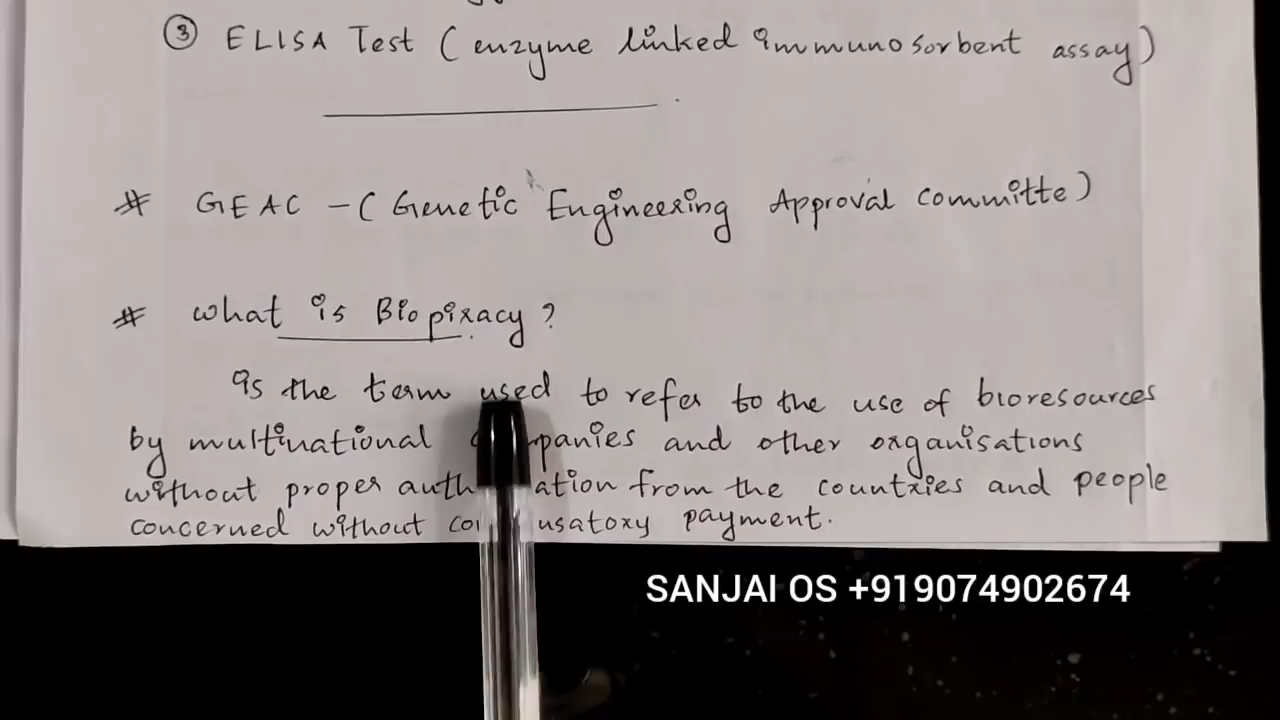 ③ ELISA Test (enzyme linked immunosorbent assay)
# GEAC - (Genetic Engineering Approval committe)
# what is Biopiracy?
is the term used to refer to the use of bioresources
by multinational panies and other organisations
without proper auth ation from the countries and people
concerned without co usatory payment.
SANJAI OS +919074902674